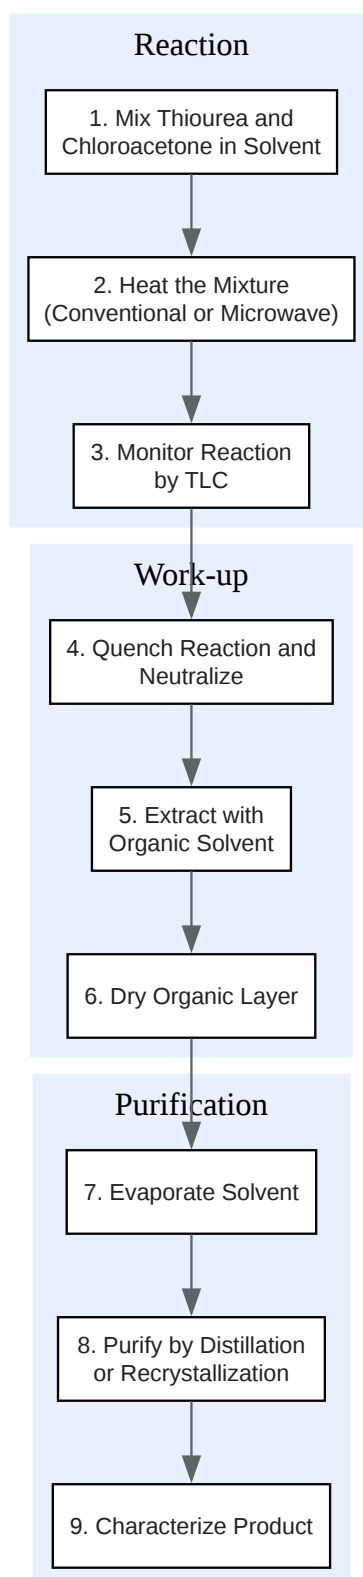 Reaction
1. Mix Thiourea and
Chloroacetone in Solvent
2. Heat the Mixture
(Conventional or Microwave)
3. Monitor Reaction
by TLC
Work-up
4. Quench Reaction and
Neutralize
5. Extract with
Organic Solvent
6. Dry Organic Layer
Purification
7. Evaporate Solvent
8. Purify by Distillation
or Recrystallization
9. Characterize Product